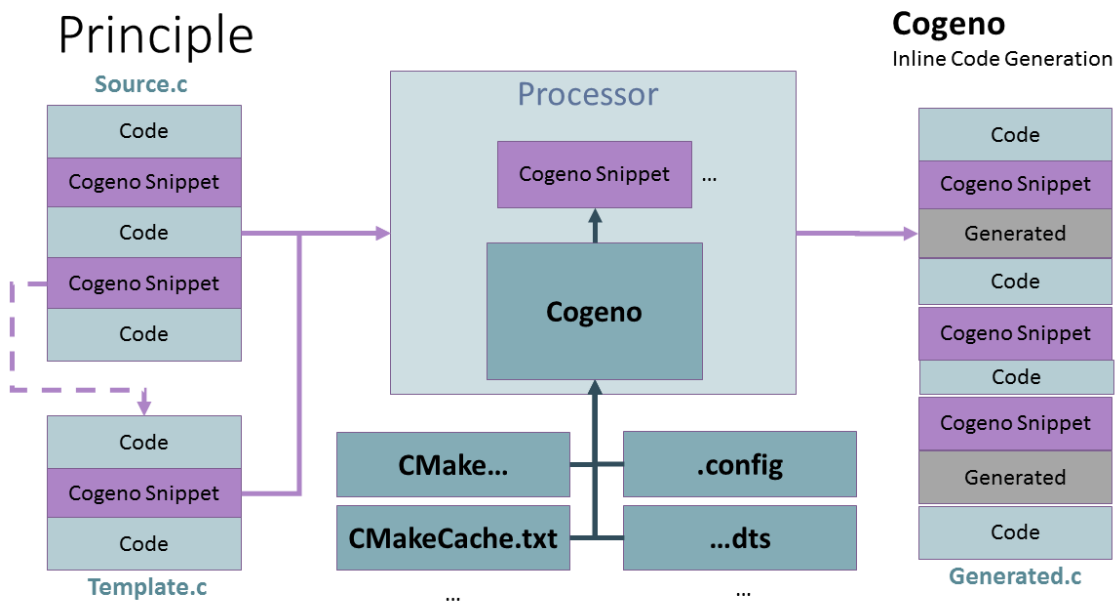 Principle
Cogeno
Inline Code Generation
Source.c
Code
Cogeno Snippet
Code
Cogeno Snippet
Code
Code
Cogeno Snippet
Code
Template.c
Processor
Cogeno Snippet
...
Cogeno
CMake...
.config
CMakeCache.txt
...dts
...
...
Code
Cogeno Snippet
Generated
Code
Cogeno Snippet
Code
Cogeno Snippet
Generated
Code
Generated.c